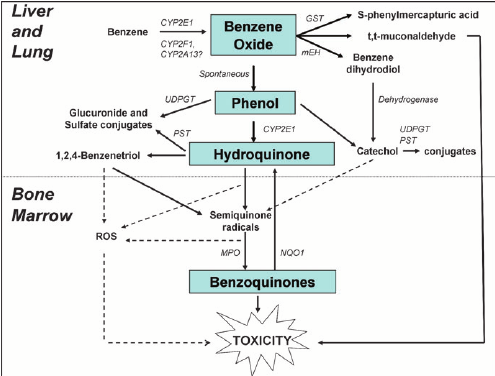 Liver and Lung
Benzene
CYP2E1
CYP2F1,
CYP2A13?
Benzene
Oxide
GST
mEH
S-phenylmercapturic acid
t,t-muconaldehyde
Benzene
dihydrodiol
Spontaneous
Dehydrogenase
Phenol
UDPGT
Glucuronide and
Sulfate conjugates
PST
CYP2E1
UDPGT
PST
1,2,4-Benzenetriol
Hydroquinone
Catechol
conjugates
Bone
Marrow
Semiquinone
radicals
ROS
MPO
NQO1
Benzoquinones
TOXICITY